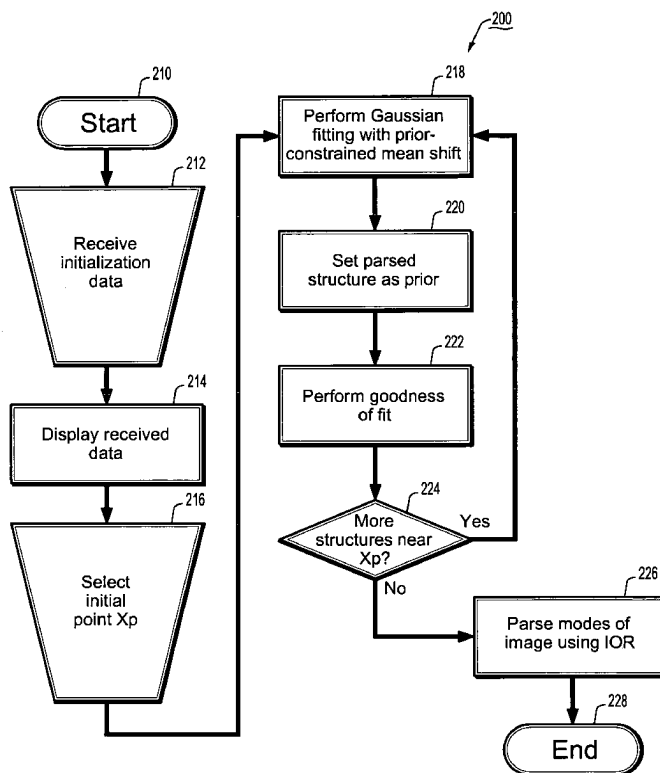 200
210
Start
212
Receive
initialization
data
214
Display received
data
216
Select
initial
point Xp
218
Perform Gaussian
fitting with prior-
constrained mean shift
220
Set parsed
structure as prior
222
Perform goodness
of fit
224
More
structures near
Xp?
Yes
No
226
Parse modes of
image using IOR
228
End